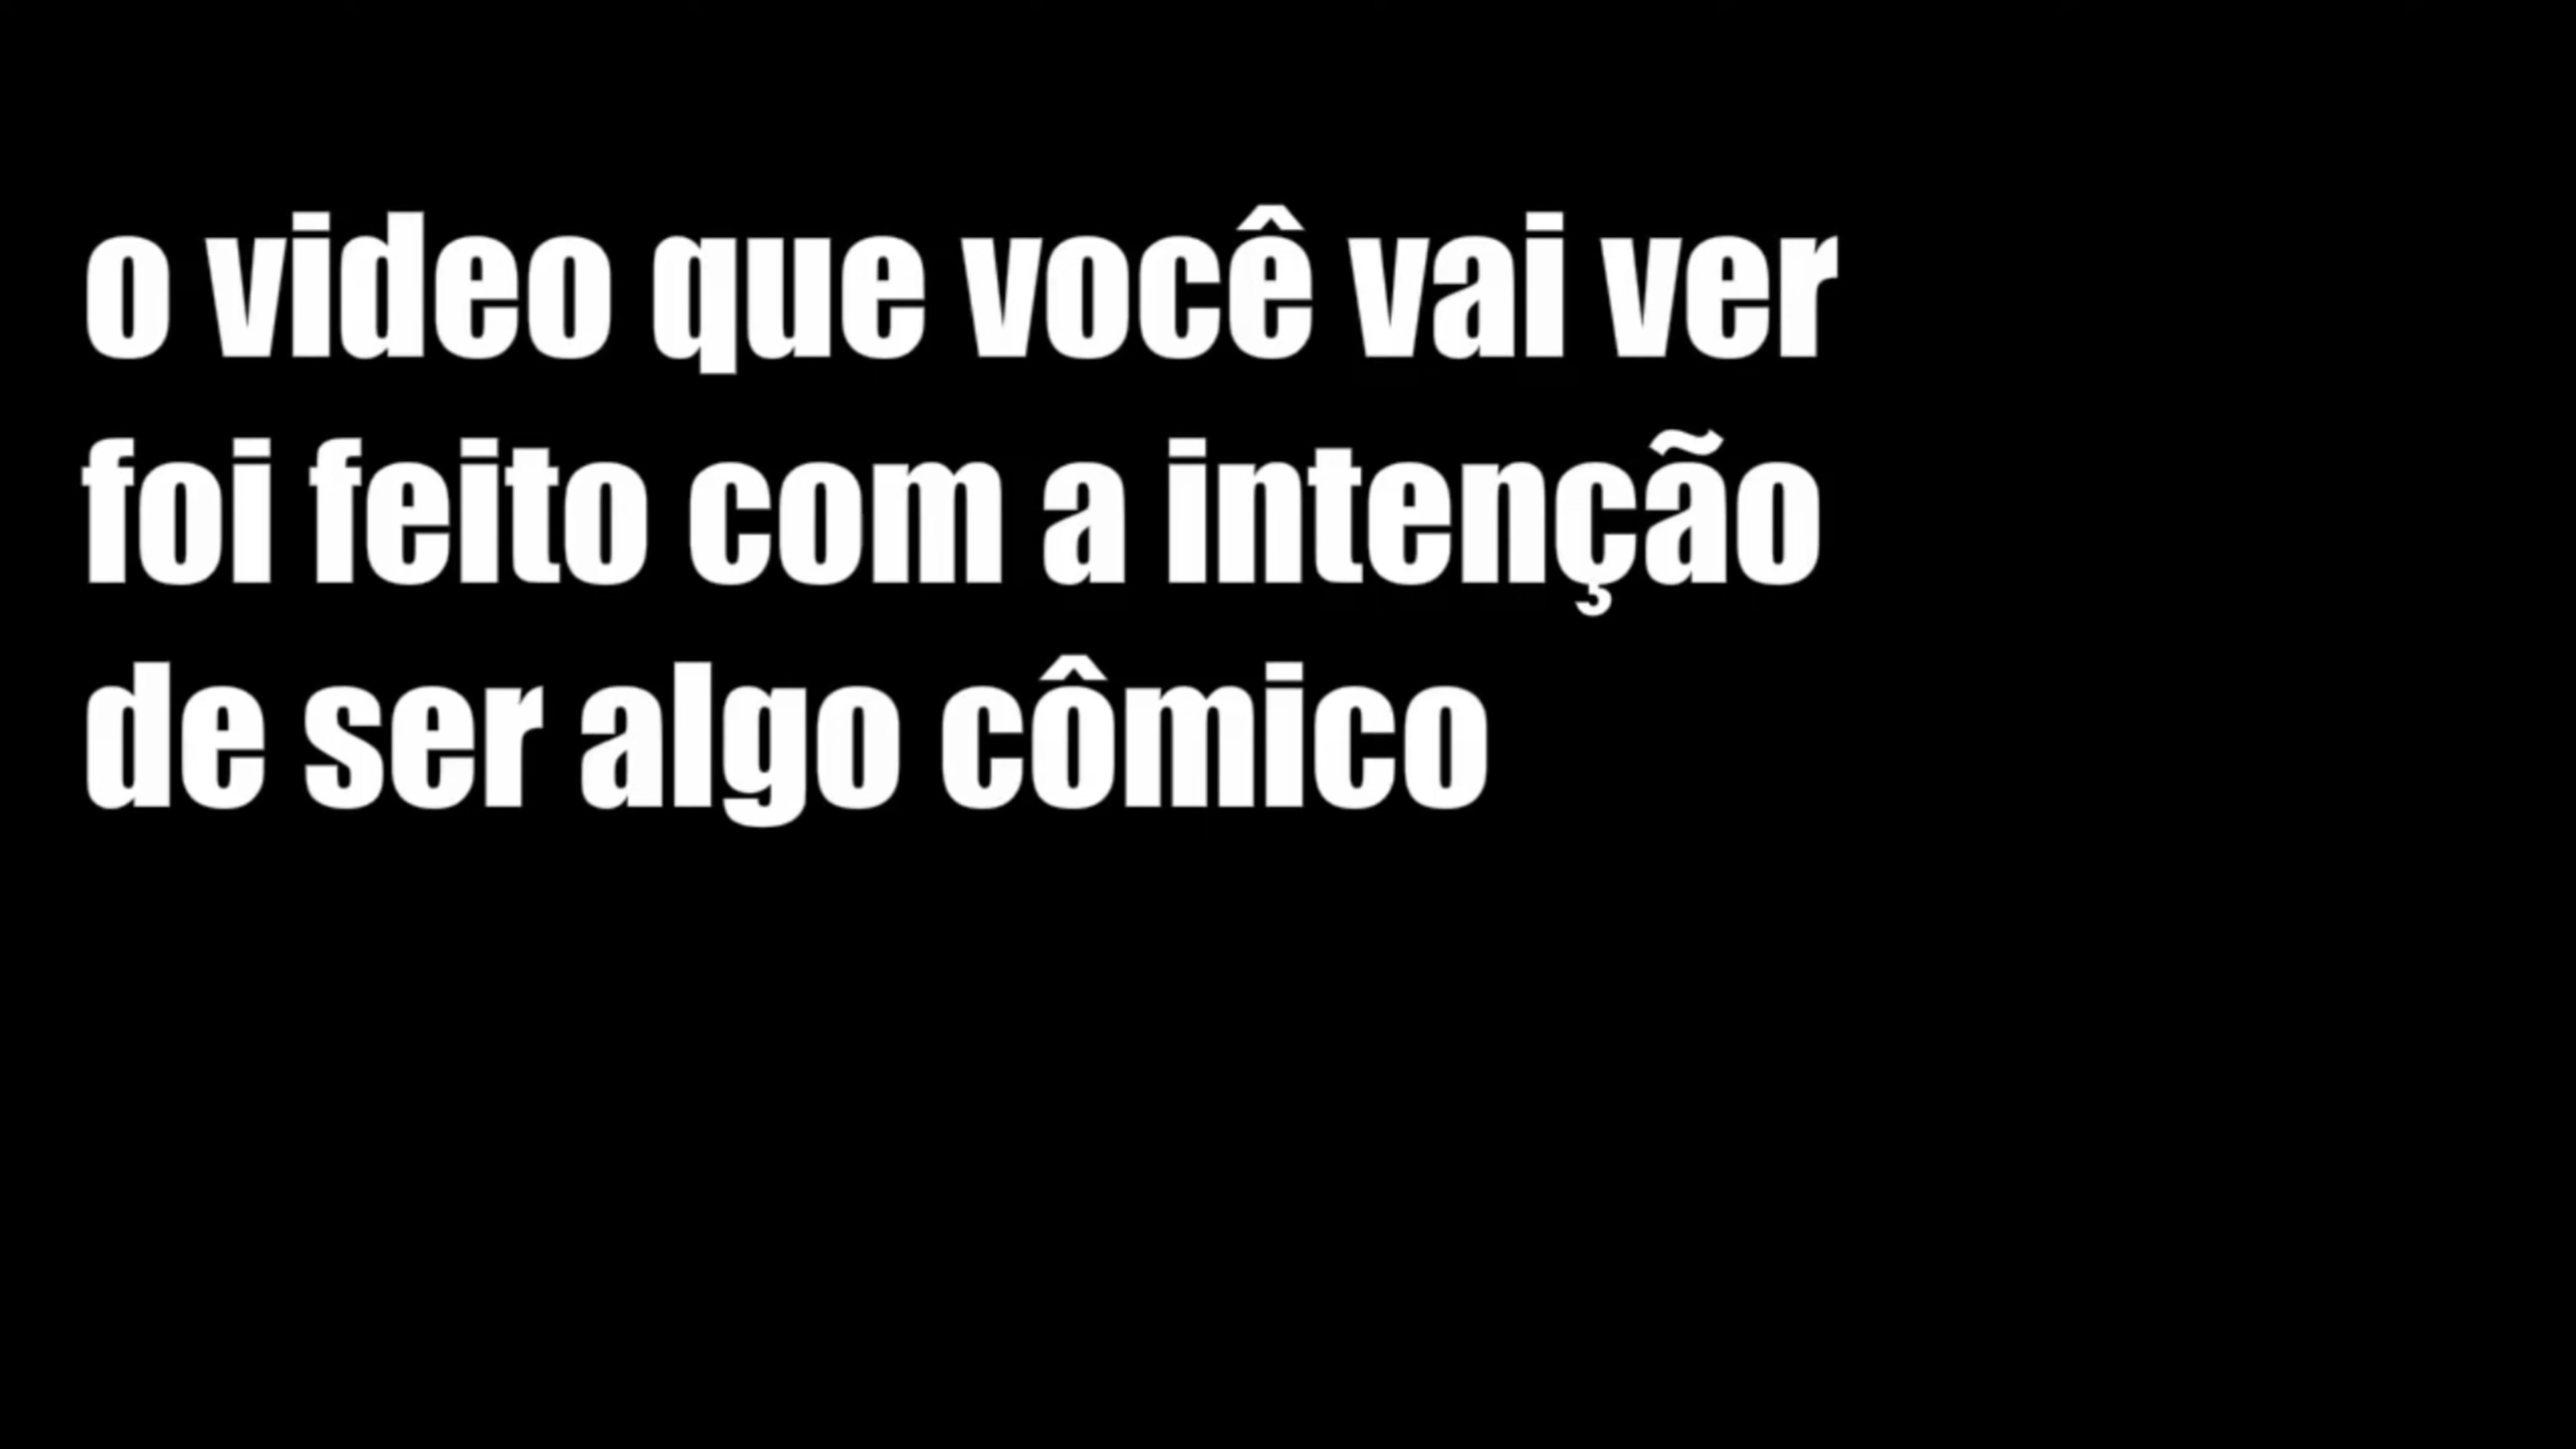 o video que você vai ver
foi feito com a intenção
de ser algo cômico